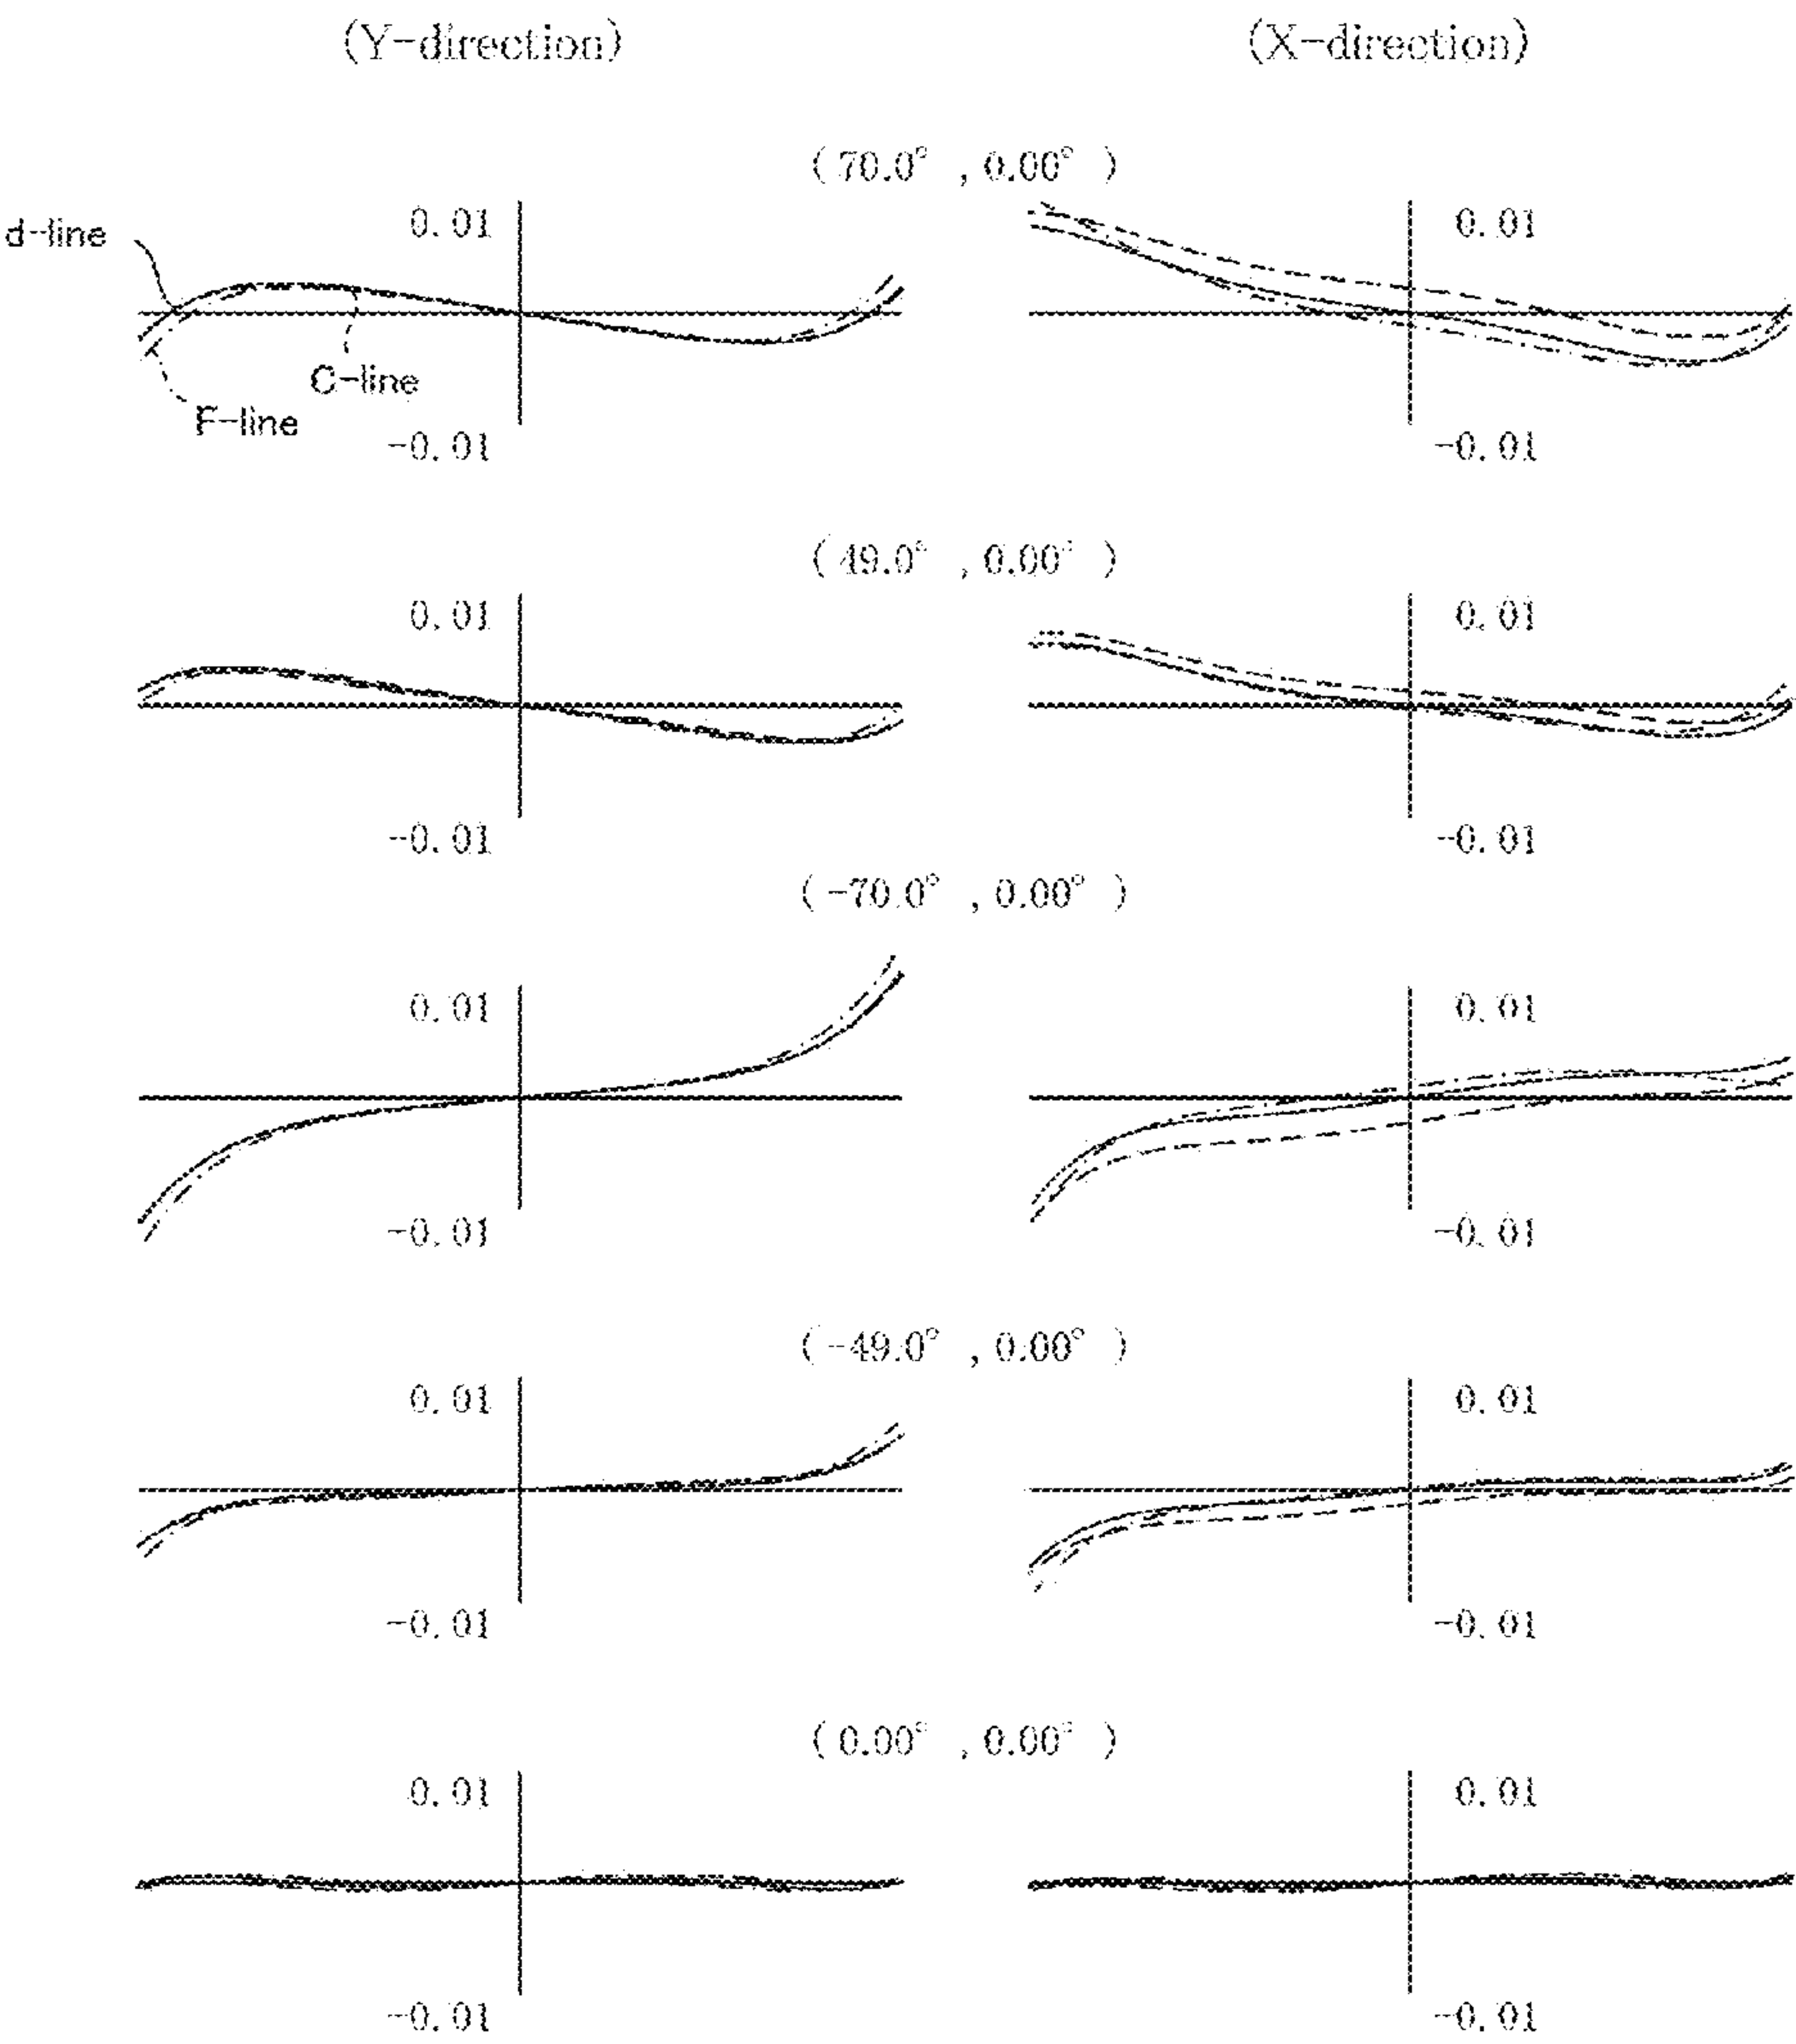 (Y-direction) (X-direction)
(70.0° ,0.00° )
d-line
0.01 0.01
C-line
F-line
-0.01 -0.01
(49.0° ,0.00° )
0.01 0.01
-0.01 -0.01
(-70.0° ,0.00° )
0.01 0.01
-0.01 -0.01
(-49.0° ,0.00° )
0.01 0.01
-0.01 -0.01
(0.00° ,0.00° )
0.01 0.01
-0.01 -0.01